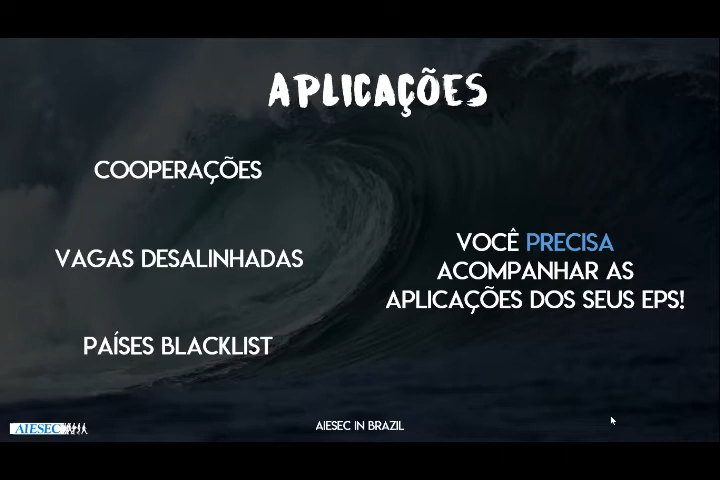 APLICAÇÕES
COOPERAÇÕES
VAGAS DESALINHADAS
PAÍSES BLACKLIST
VOCÊ PRECISA
ACOMPANHAR AS
APLICAÇÕES DOS SEUS EPS!
AIESEC
AIESEC IN BRAZIL